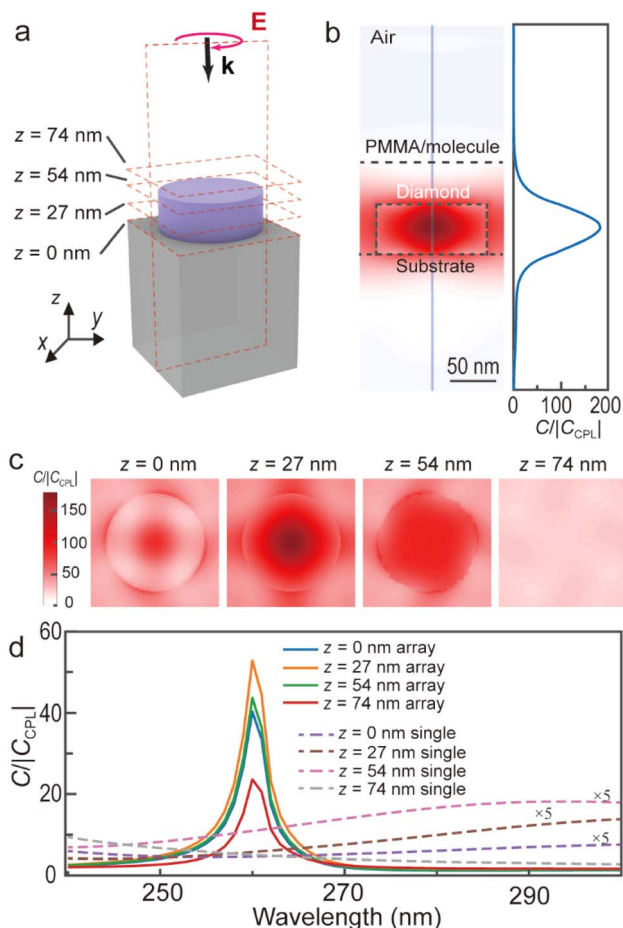 a
E
k
z = 74 nm
z = 54 nm
z = 27 nm
z = 0 nm
z
y
x
b
Air
PMMA/molecule
Diamond
Substrate
50 nm
0 100 200
C/|C_CPL|
c
C/|C_CPL|
150
100
50
0
z = 0 nm z = 27 nm z = 54 nm z = 74 nm
d
60
40
20
0
C/|C_CPL|
z = 0 nm array
z = 27 nm array
z = 54 nm array
z = 74 nm array
z = 0 nm single
z = 27 nm single
z = 54 nm single
z = 74 nm single
×5
×5
×5
250 270 290
Wavelength (nm)